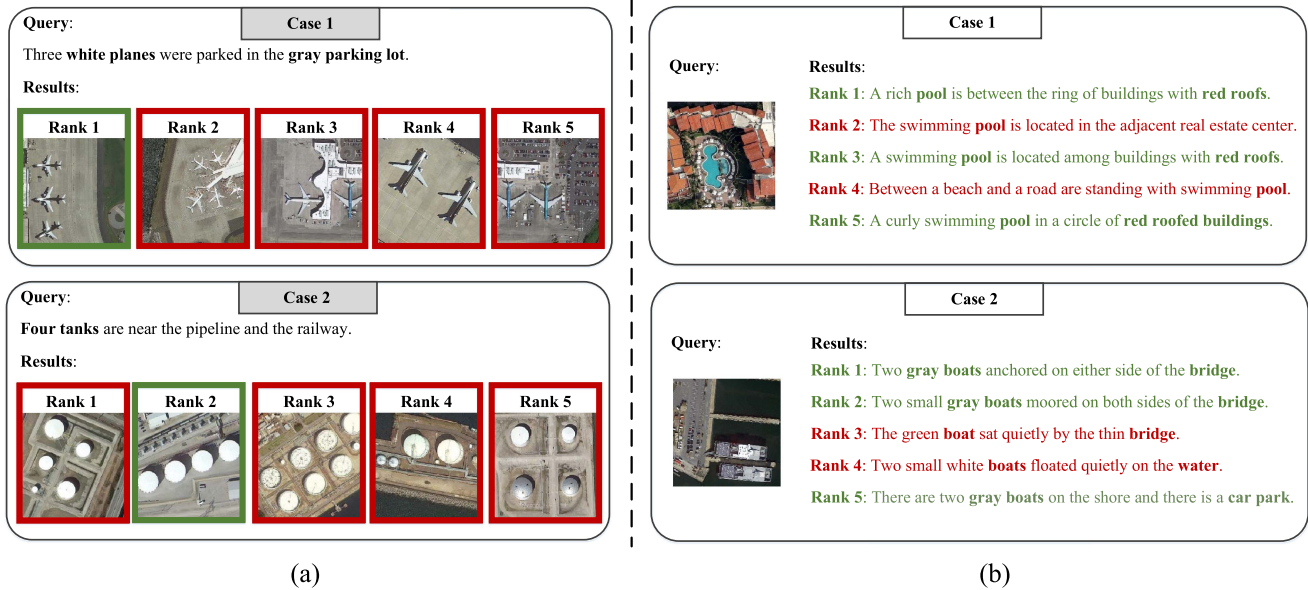 Case 1
Query:
Three white planes were parked in the gray parking lot.
Results:
Rank 1
Rank 2
Rank 3
Rank 4
Rank 5
Case 2
Query:
Four tanks are near the pipeline and the railway.
Results:
Rank 1
Rank 2
Rank 3
Rank 4
Rank 5
(a)
Case 1
Query:
Results:
Rank 1: A rich pool is between the ring of buildings with red roofs.
Rank 2: The swimming pool is located in the adjacent real estate center.
Rank 3: A swimming pool is located among buildings with red roofs.
Rank 4: Between a beach and a road are standing with swimming pool.
Rank 5: A curly swimming pool in a circle of red roofed buildings.
Case 2
Query:
Results:
Rank 1: Two gray boats anchored on either side of the bridge.
Rank 2: Two small gray boats moored on both sides of the bridge.
Rank 3: The green boat sat quietly by the thin bridge.
Rank 4: Two small white boats floated quietly on the water.
Rank 5: There are two gray boats on the shore and there is a car park.
(b)